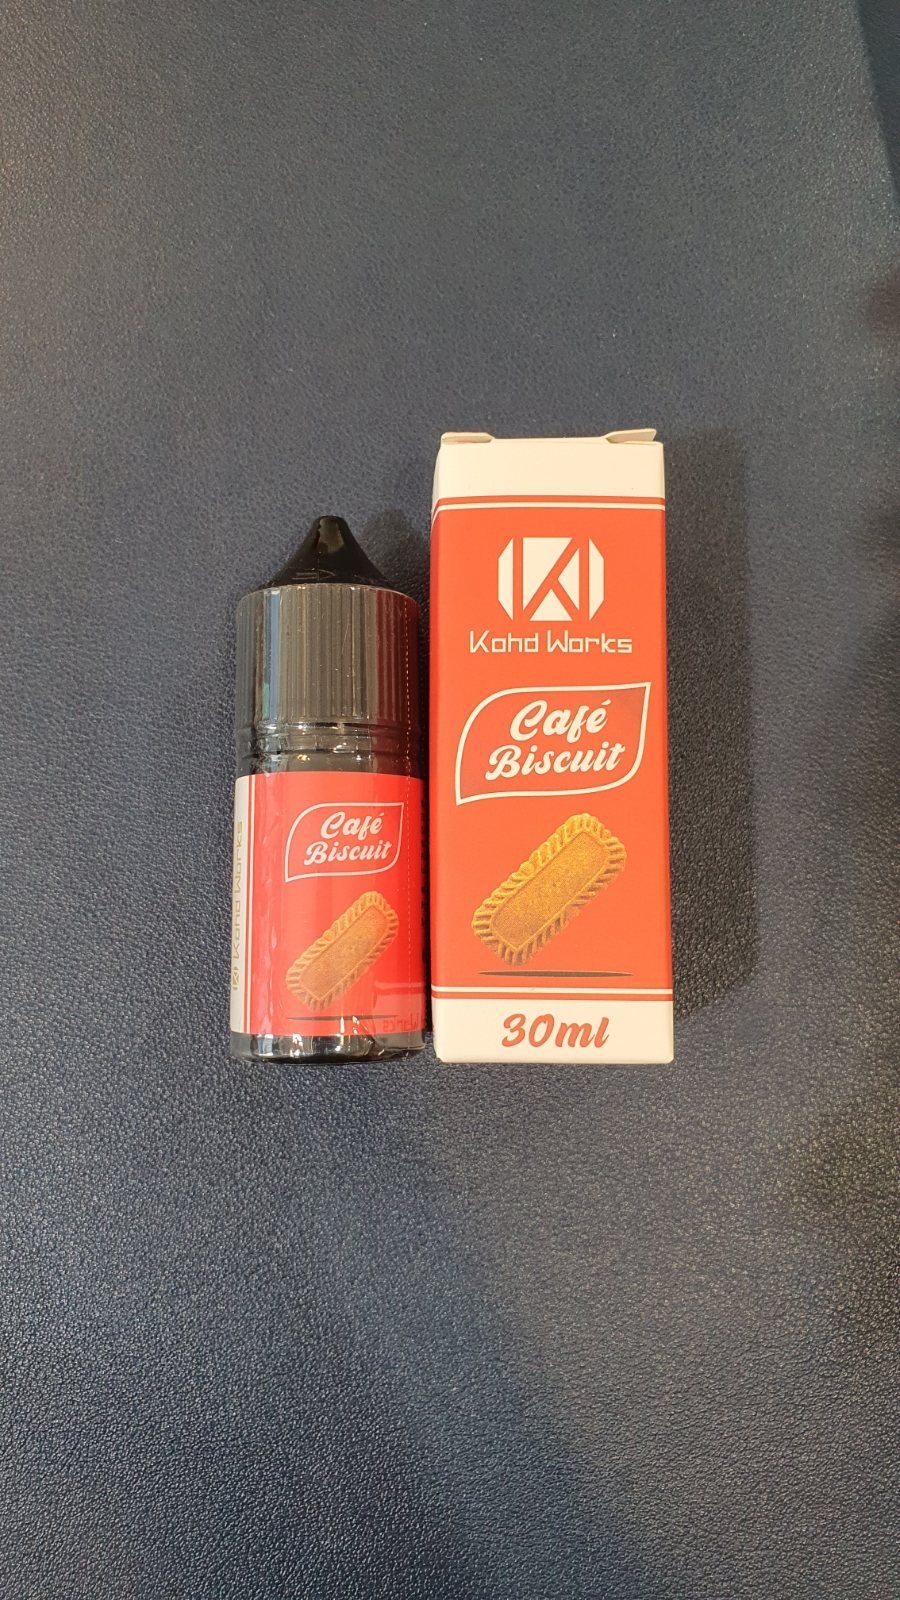 Kohd Works
Café
Biscuit
30ml
Café
Biscuit
Kohd Works